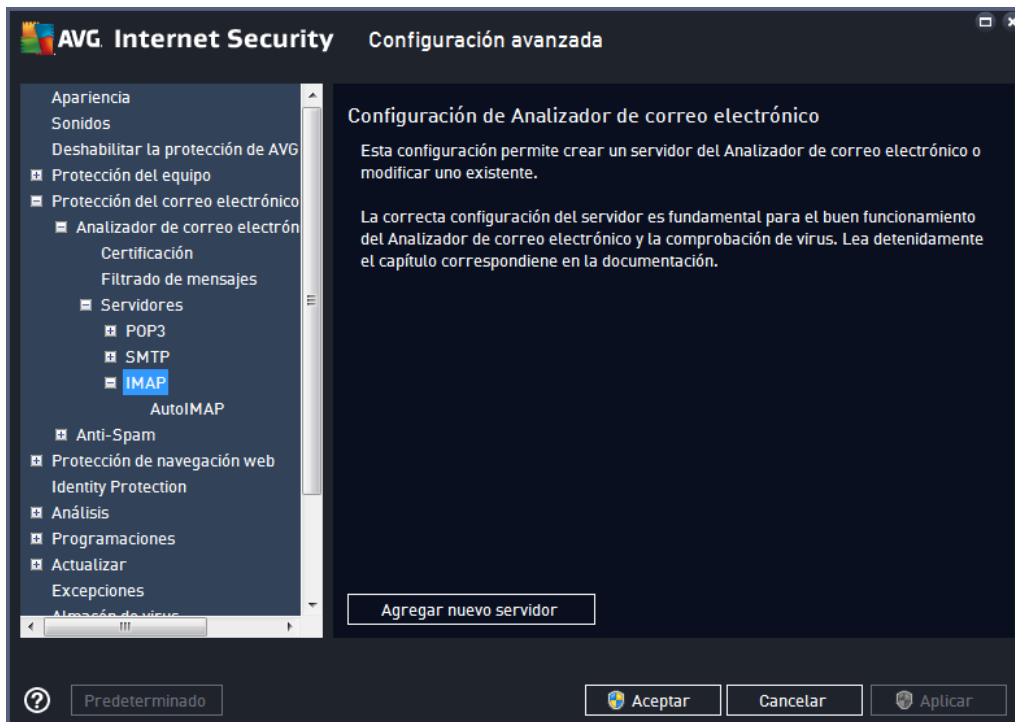 AVG. Internet Security
Configuración avanzada
Apariencia
Sonidos
Deshabilitar la protección de AVG
Protección del equipo
Protección del correo electrónico
Analizador de correo electrón
Certificación
Filtrado de mensajes
Servidores
POP3
SMTP
IMAP
AutoIMAP
Anti-Spam
Protección de navegación web
Identity Protection
Análisis
Programaciones
Actualizar
Excepciones
Almacén de virus
Configuración de Analizador de correo electrónico
Esta configuración permite crear un servidor del Analizador de correo electrónico o
modificar uno existente.
La correcta configuración del servidor es fundamental para el buen funcionamiento
del Analizador de correo electrónico y la comprobación de virus. Lea detenidamente
el capítulo correspondiene en la documentación.
Agregar nuevo servidor
Predeterminado
Aceptar
Cancelar
Aplicar